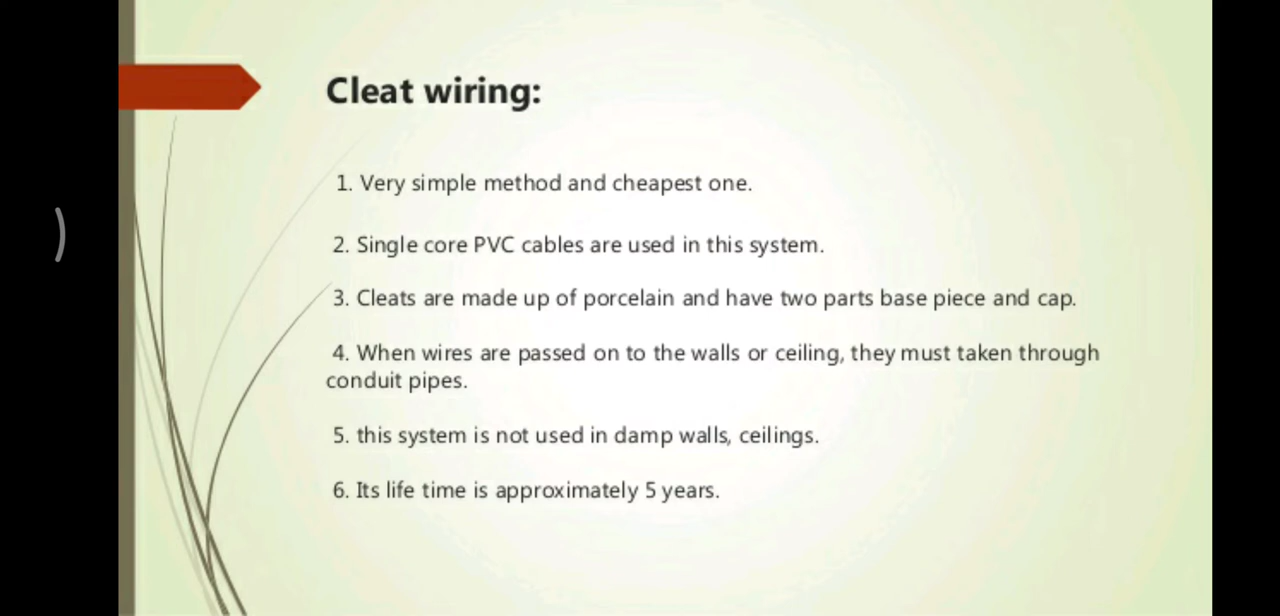 Cleat wiring:
1. Very simple method and cheapest one.
2. Single core PVC cables are used in this system.
3. Cleats are made up of porcelain and have two parts base piece and cap.
4. When wires are passed on to the walls or ceiling, they must taken through
conduit pipes.
5. this system is not used in damp walls, ceilings.
6. Its life time is approximately 5 years.